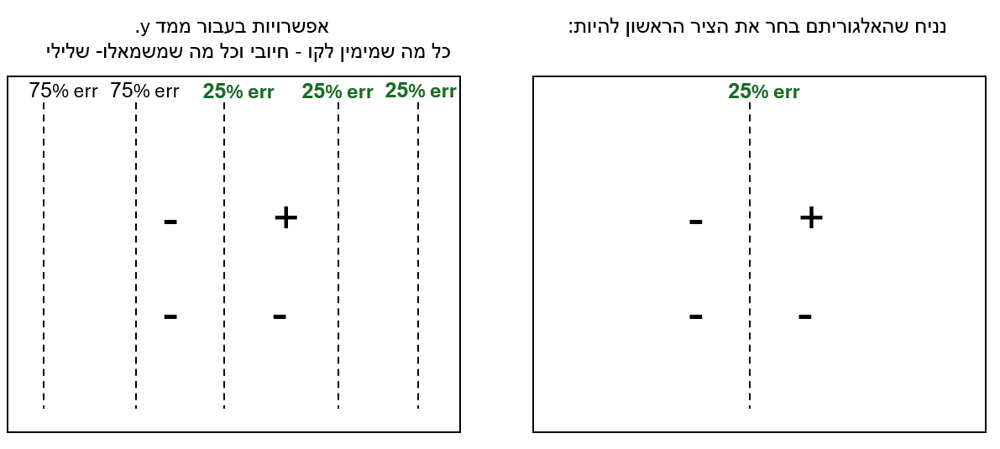 נניח שהאלגוריתם בחר את הציר הראשון להיות:
25% err
- +
- -
אפשרויות בעבור ממד y.
כל מה שמימין לקו - חיובי וכל מה שמשמאלו- שלילי
75% err 75% err 25% err 25% err 25% err
- +
- -